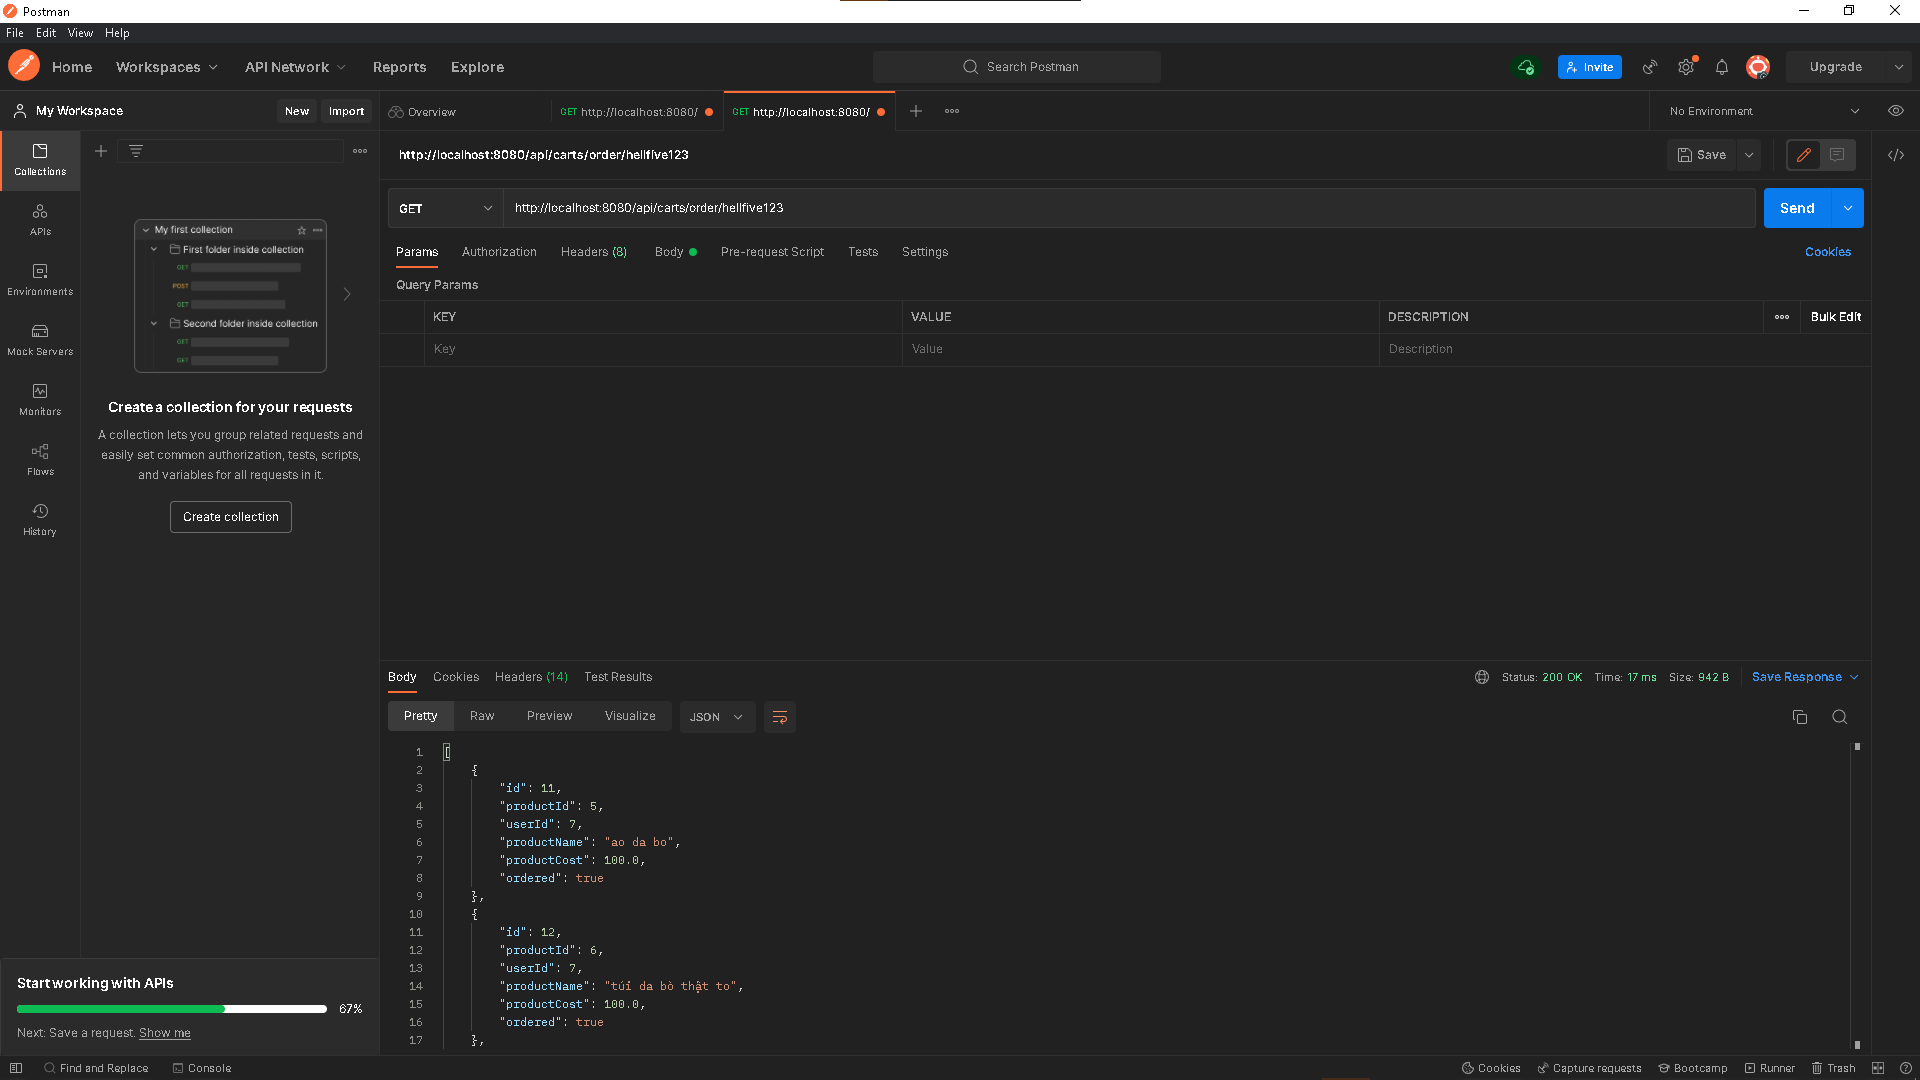 Postman
File Edit View Help
Home Workspaces API Network Reports Explore Search Postman Invite Upgrade
My Workspace New Import Overview GET http://localhost:8080/ GET http://localhost:8080/ No Environment
http://localhost:8080/api/carts/order/hellfive123 Save
GET http://localhost:8080/api/carts/order/hellfive123 Send
Params Authorization Headers (8) Body Pre-request Script Tests Settings Cookies
Query Params
KEY VALUE DESCRIPTION Bulk Edit
Key Value Description
Collections
APIs
Environments
Mock Servers
Monitors
Flows
History
My first collection
First folder inside collection
GET
POST
GET
Second folder inside collection
GET
GET
Create a collection for your requests
A collection lets you group related requests and
easily set common authorization, tests, scripts,
and variables for all requests in it.
Create collection
Start working with APIs
67%
Next: Save a request. Show me
Body Cookies Headers (14) Test Results Status: 200 OK Time: 17 ms Size: 942 B Save Response
Pretty Raw Preview Visualize JSON
1 [
2 {
3 "id": 11,
4 "productId": 5,
5 "userId": 7,
6 "productName": "ao da bo",
7 "productCost": 100.0,
8 "ordered": true
9 },
10 {
11 "id": 12,
12 "productId": 6,
13 "userId": 7,
14 "productName": "túi da bò thật to",
15 "productCost": 100.0,
16 "ordered": true
17 },
Find and Replace Console Cookies Capture requests Bootcamp Runner Trash